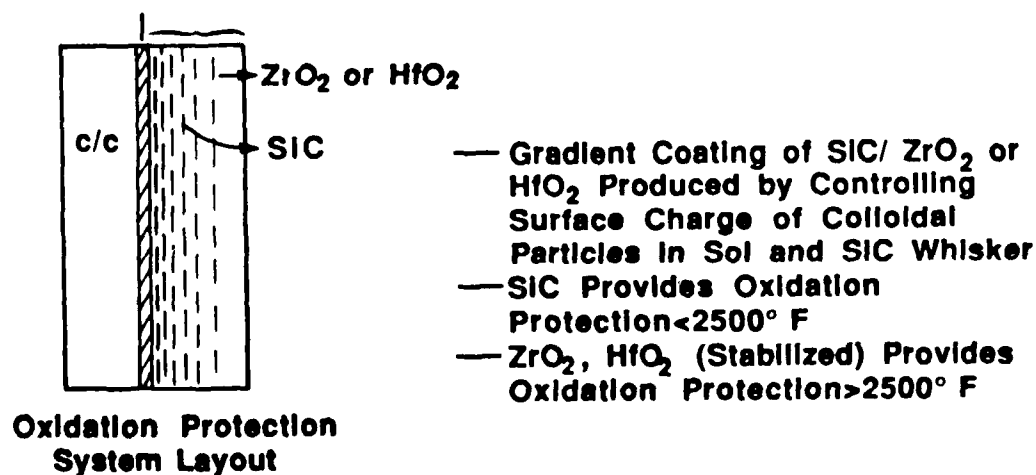 ZrO₂ or HfO₂
c/c
SiC
— Gradient Coating of SiC/ ZrO₂ or
HfO₂ Produced by Controlling
Surface Charge of Colloidal
Particles in Sol and SiC Whisker
— SiC Provides Oxidation
Protection<2500° F
— ZrO₂, HfO₂ (Stabilized) Provides
Oxidation Protection>2500° F
Oxidation Protection
System Layout